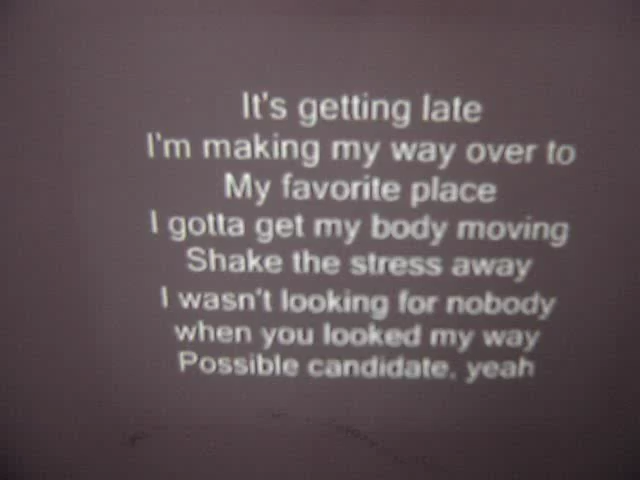 It's getting late
I'm making my way over to
My favorite place
I gotta get my body moving
Shake the stress away
I wasn't looking for nobody
when you looked my way
Possible candidate, yeah